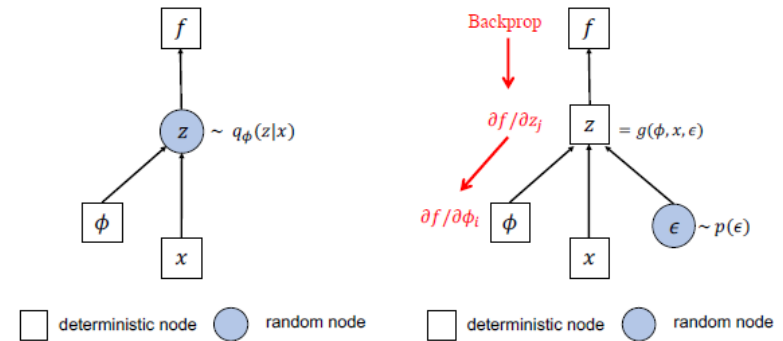 f
z ~ qϕ(z|x)
ϕ
x
deterministic node
random node
Backprop
f
∂f/∂zj
z = g(ϕ, x, ϵ)
∂f/∂ϕi
ϕ
ϵ ~ p(ϵ)
x
deterministic node
random node